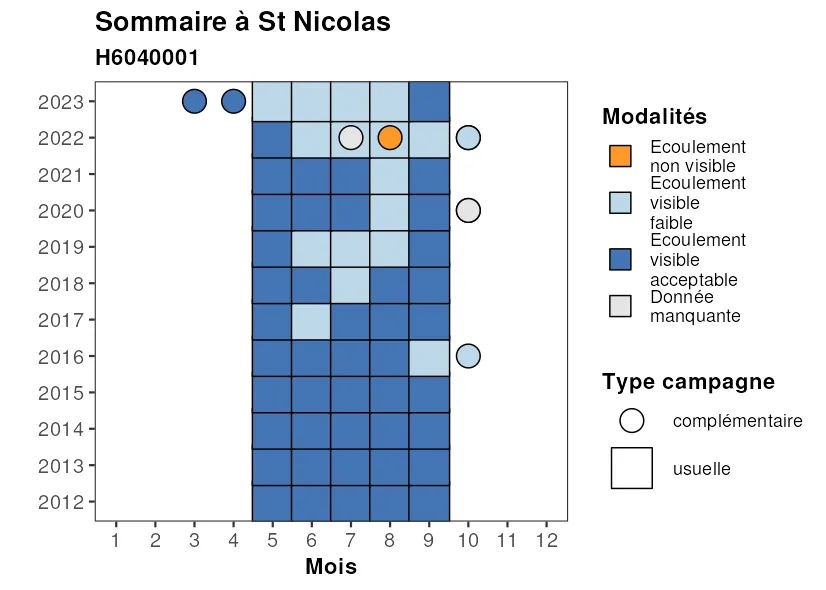 Sommaire à St Nicolas
H6040001
2023
2022
2021
2020
2019
2018
2017
2016
2015
2014
2013
2012
1 2 3 4 5 6 7 8 9 10 11 12
Mois
Modalités
Ecoulement
non visible
Ecoulement
visible
faible
Ecoulement
visible
acceptable
Donnée
manquante
Type campagne
complémentaire
usuelle